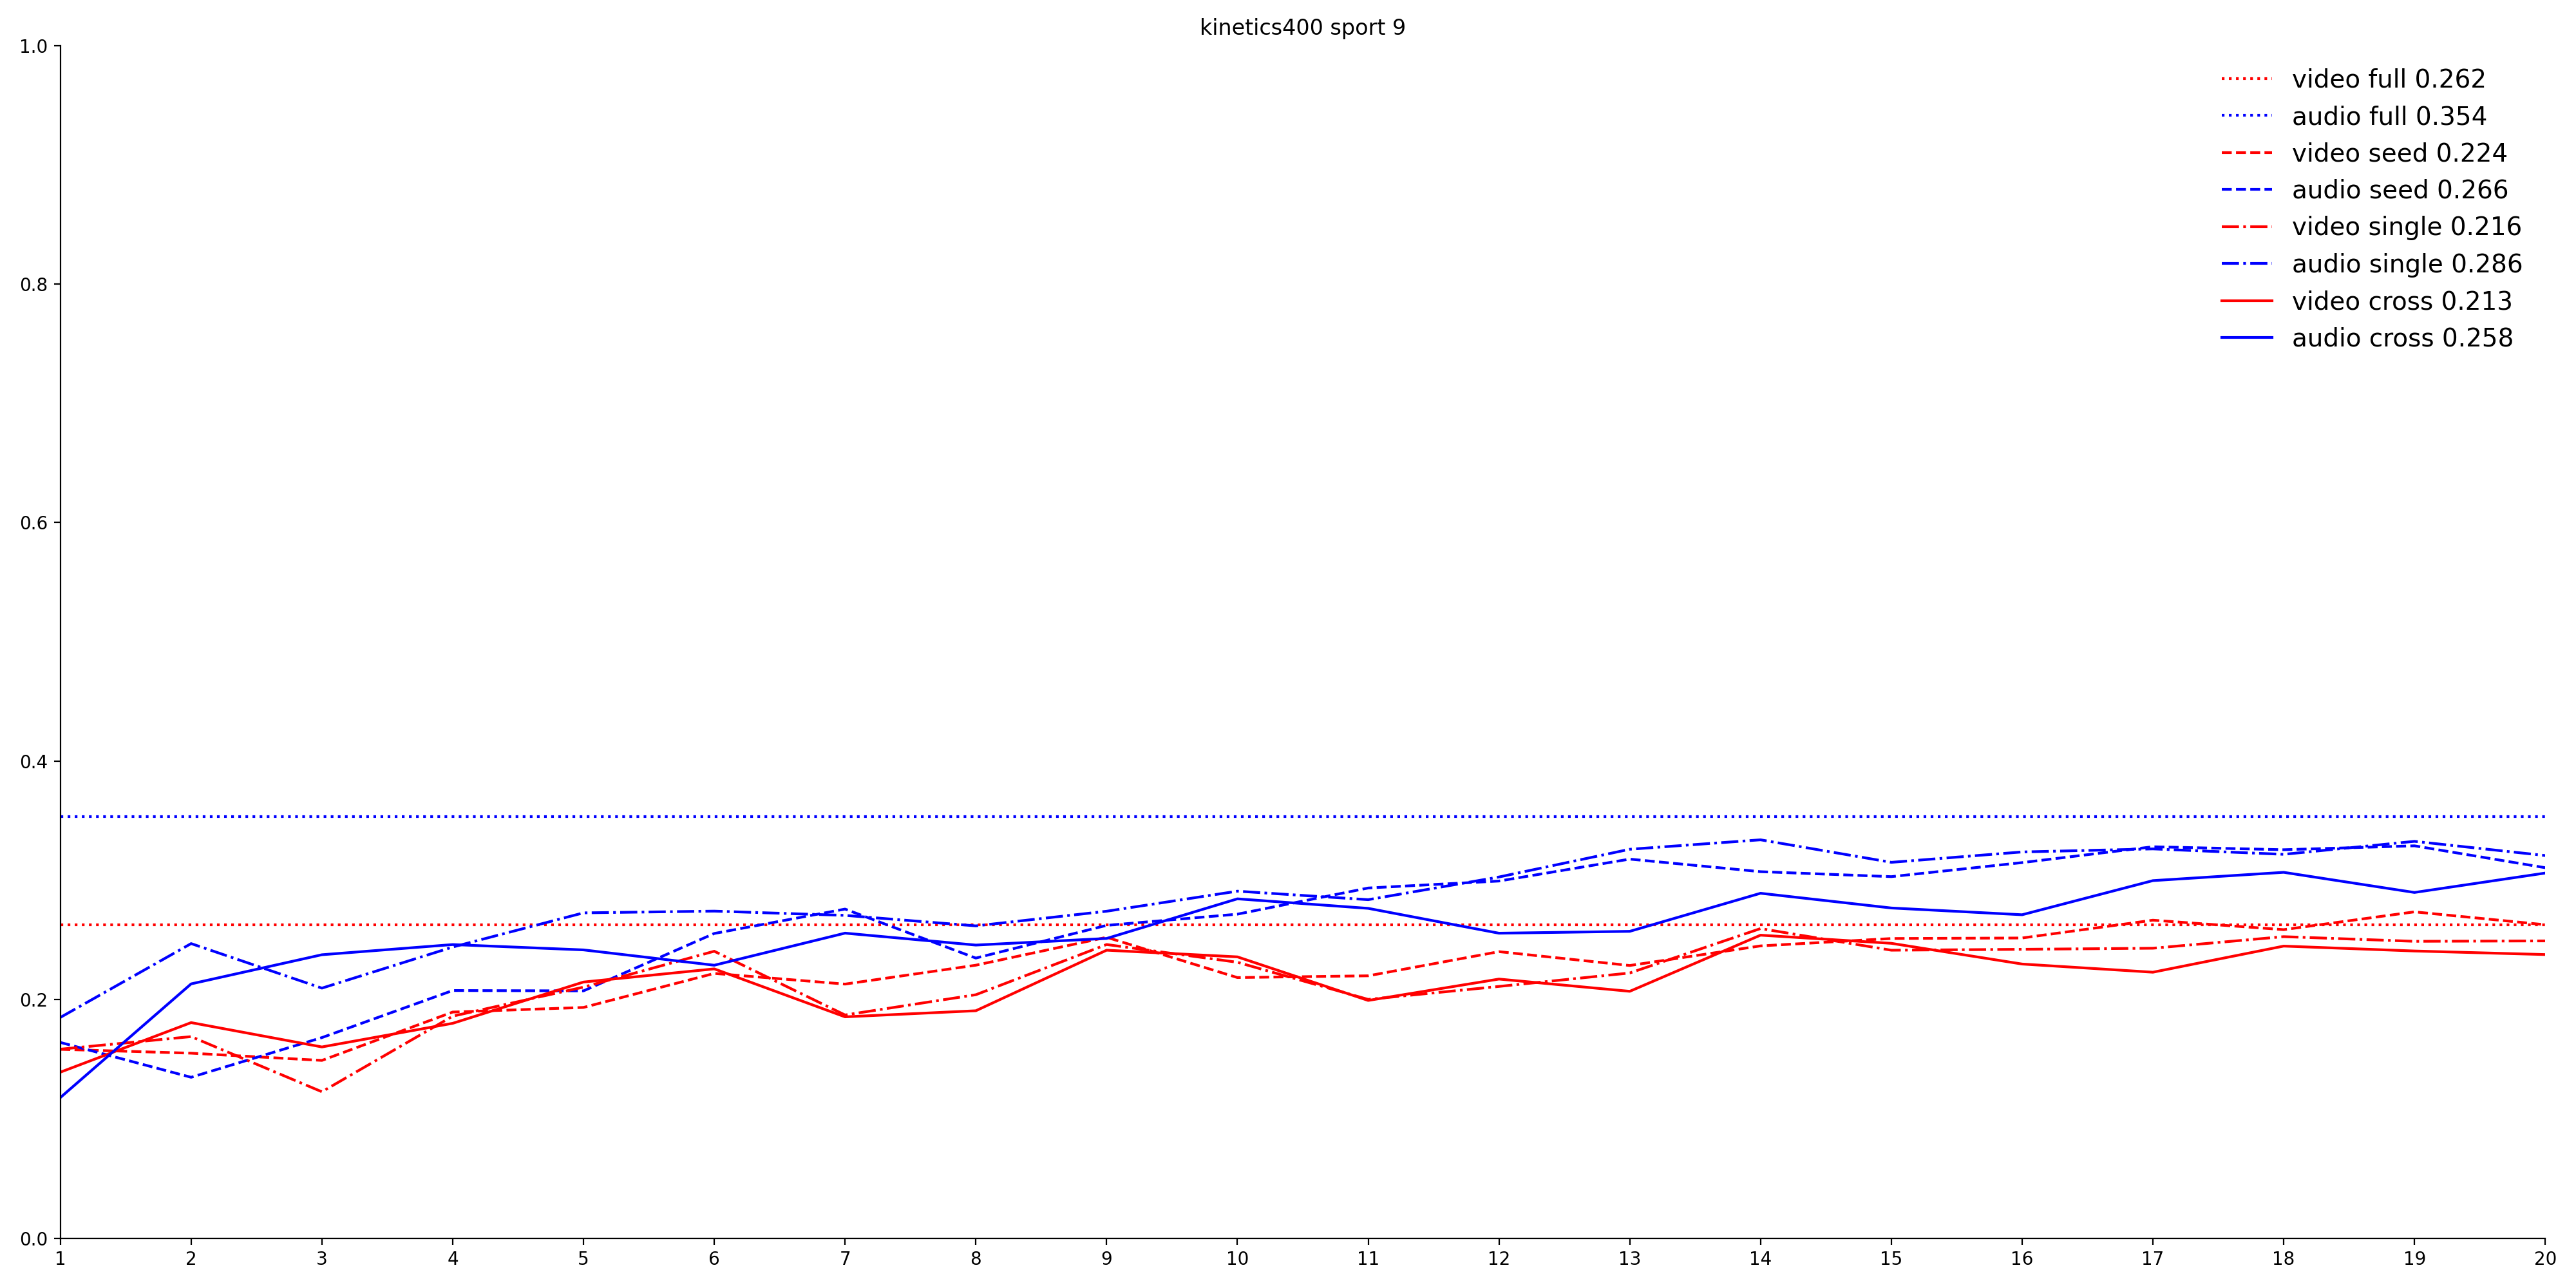 kinetics400 sport 9
1.0
0.8
0.6
0.4
0.2
0.0
video full 0.262
audio full 0.354
video seed 0.224
audio seed 0.266
video single 0.216
audio single 0.286
video cross 0.213
audio cross 0.258
1 2 3 4 5 6 7 8 9 10 11 12 13 14 15 16 17 18 19 20